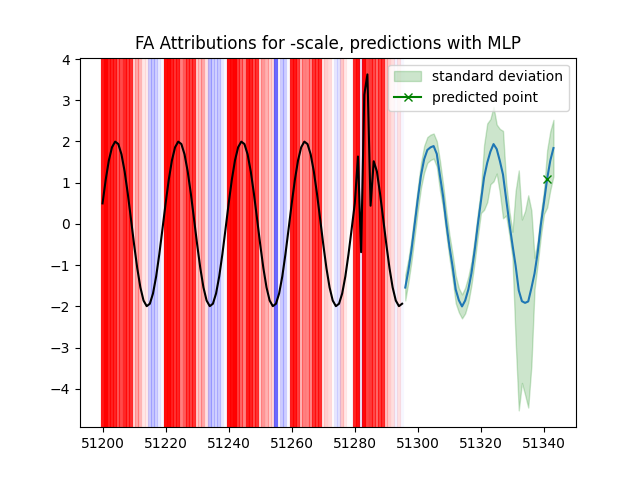 FA Attributions for -scale, predictions with MLP
standard deviation
predicted point
4
3
2
1
0
−1
−2
−3
−4
51200 51220 51240 51260 51280 51300 51320 51340